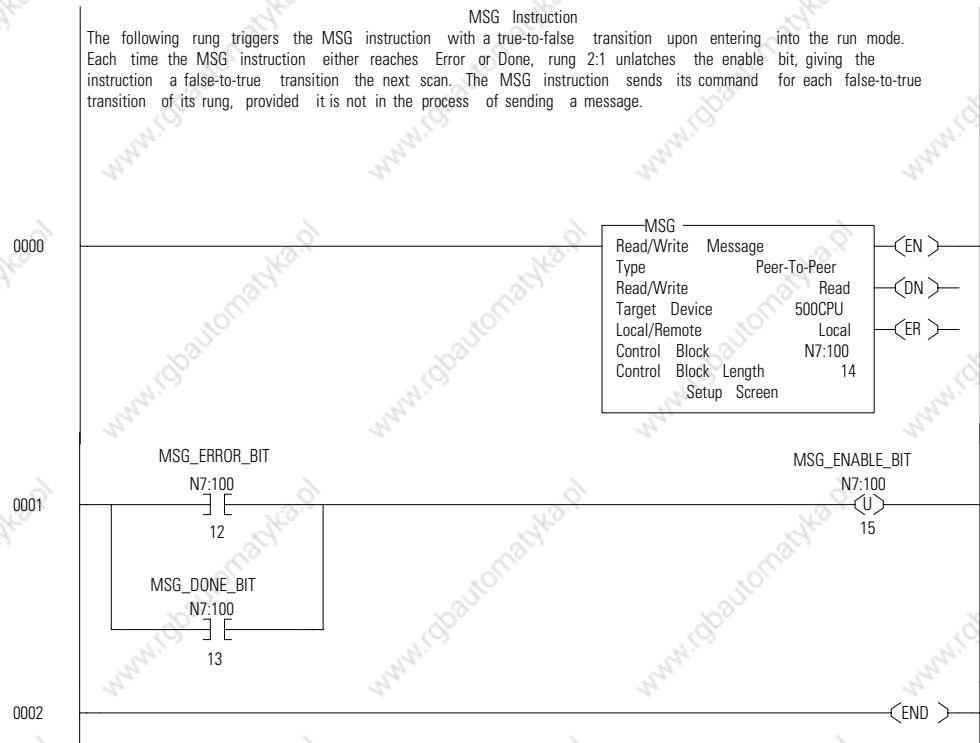 MSG Instruction
The following rung triggers the MSG instruction with a true-to-false transition upon entering into the run mode.
Each time the MSG instruction either reaches Error or Done, rung 2:1 unlatches the enable bit, giving the
instruction a false-to-true transition the next scan. The MSG instruction sends its command for each false-to-true
transition of its rung, provided it is not in the process of sending a message.
0000
MSG
Read/Write Message
Type Peer-To-Peer
Read/Write Read
Target Device 500CPU
Local/Remote Local
Control Block N7:100
Control Block Length 14
Setup Screen
EN
DN
ER
0001
MSG_ERROR_BIT
N7:100
12
MSG_DONE_BIT
N7:100
13
MSG_ENABLE_BIT
N7:100
U
15
0002
END
www.rgbautomatyka.pl